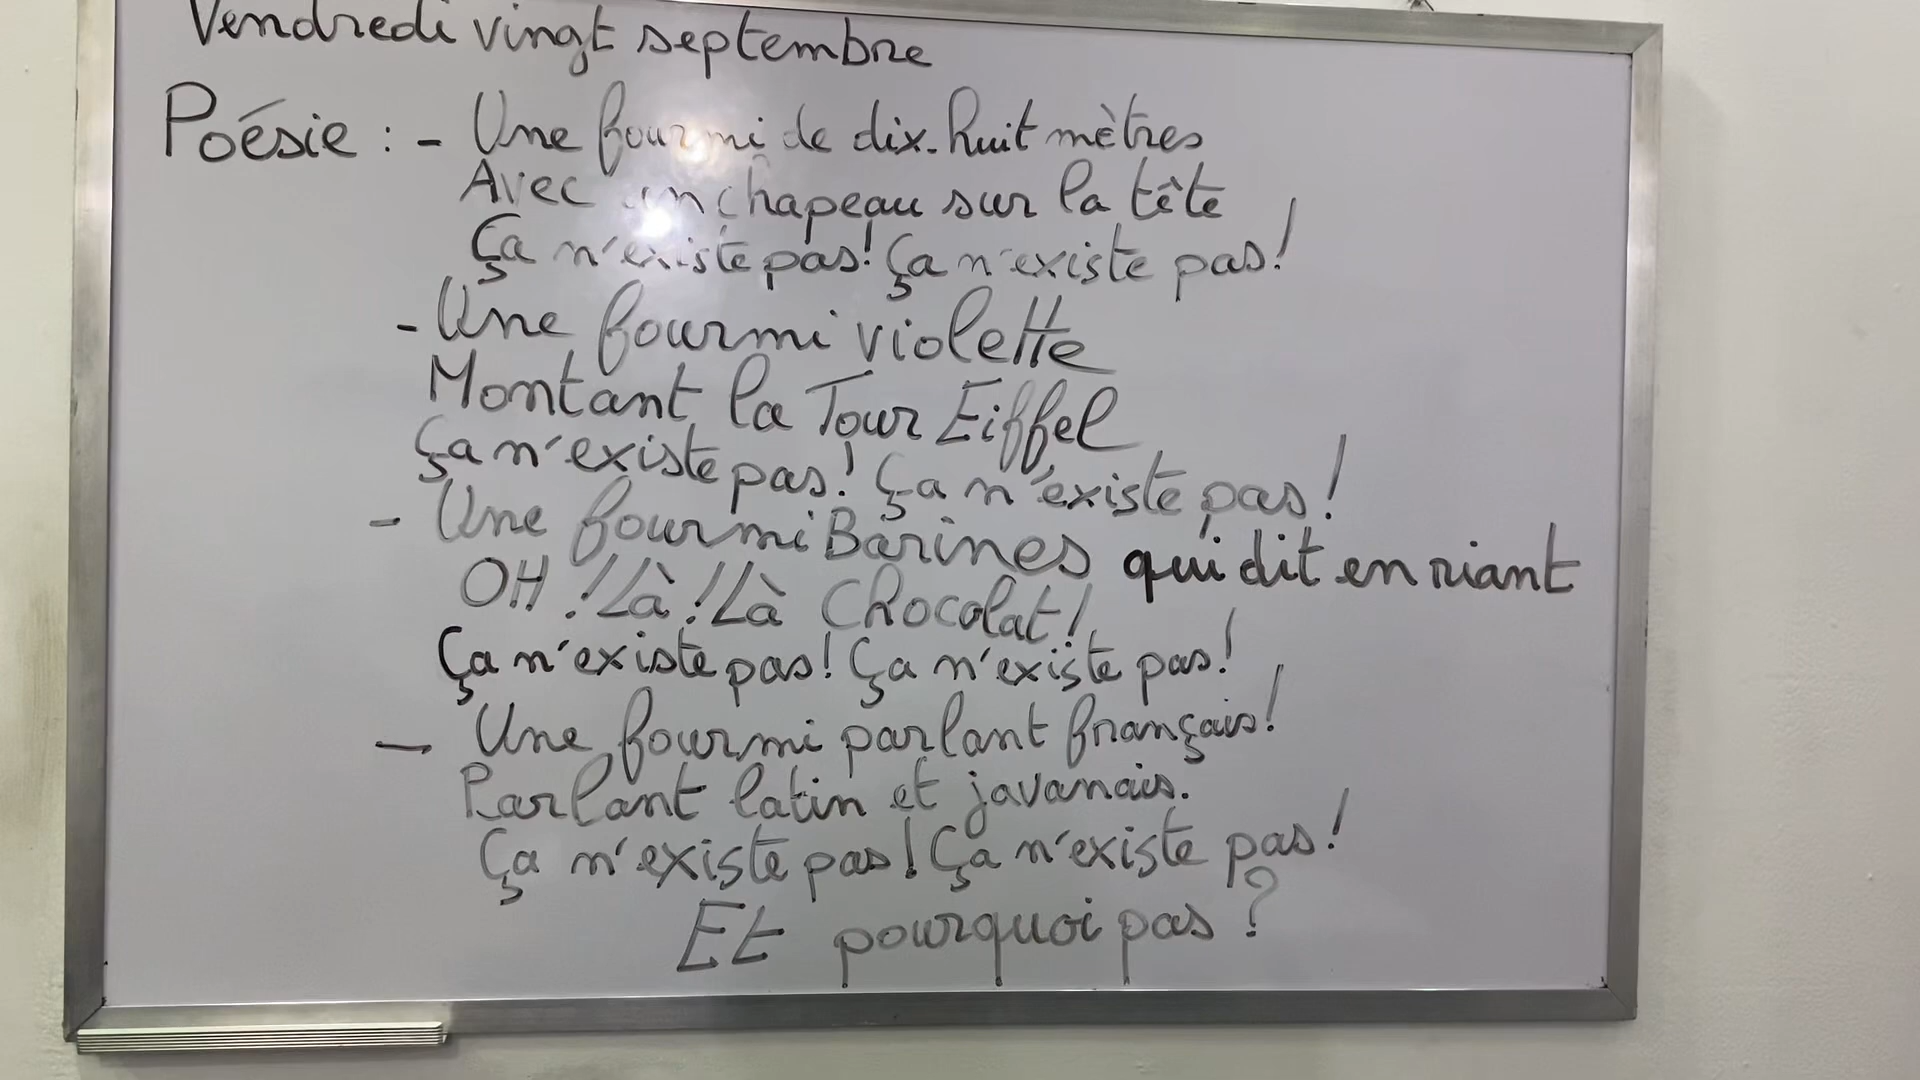 Vendredi vingt septembre
Poésie : - Une fourmi de dix-huit mètres
Avec un chapeau sur la tête
Ça n'existe pas! Ça n'existe pas!
- Une fourmi violette
Montant la Tour Eiffel
Ça n'existe pas! Ça n'existe pas!
- Une fourmi Barines qui dit en riant
OH ! Là ! Là Chocolat!
Ça n'existe pas! Ça n'existe pas!
- Une fourmi parlant français!
Parlant latin et javanais.
Ça n'existe pas! Ça n'existe pas!
Et pourquoi pas ?